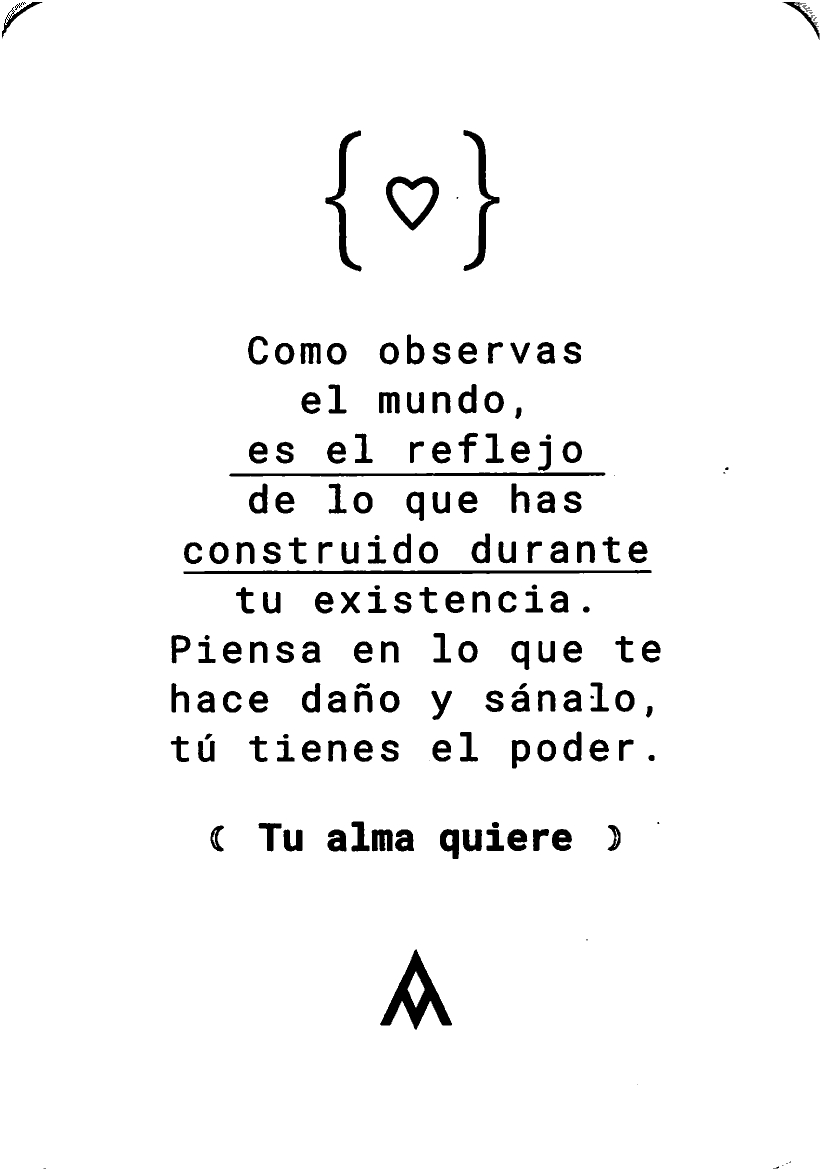 Como observas
el mundo,
es el reflejo
de lo que has
construido durante
tu existencia.
Piensa en lo que te
hace daño y sánalo,
tú tienes el poder.
Tu alma quiere